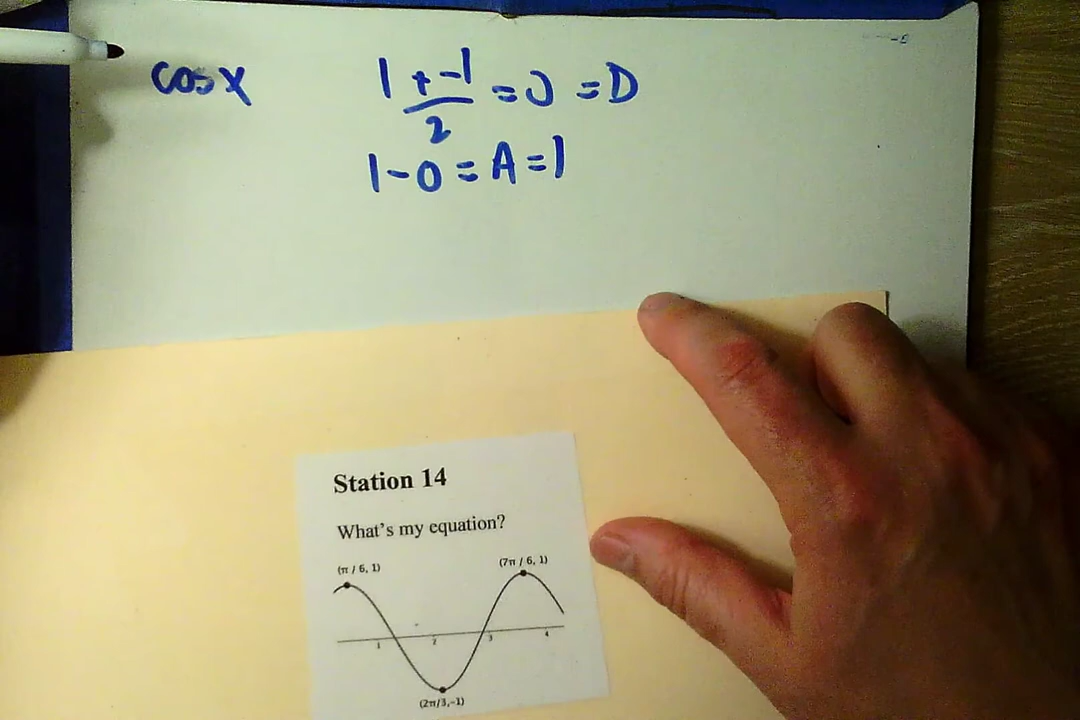 cos x
1 + -1 / 2 = 0 = D
1 - 0 = A = 1
Station 14
What's my equation?
(π / 6, 1)
(7π / 6, 1)
1 2 3 4
(2π/3,-1)